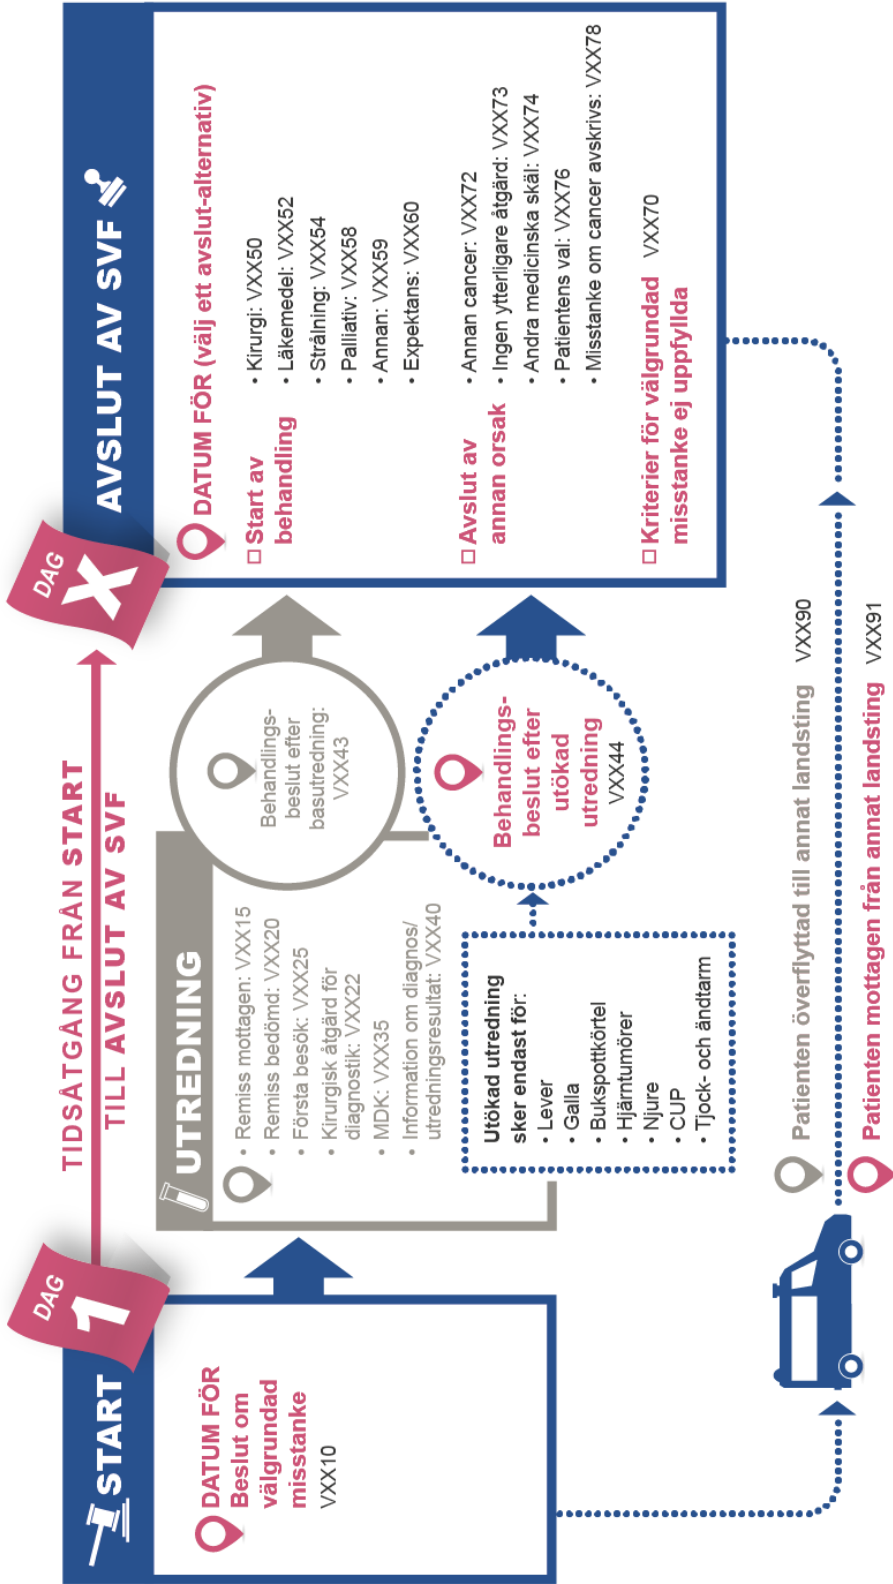 TIDSÅTGÅNG FRÅN START
TILL AVSLUT AV SVF
DAG
1
START
DATUM FÖR
Beslut om
välgrundad
misstanke
VXX10
UTREDNING
• Remiss mottagen: VXX15
• Remiss bedömd: VXX20
• Första besök: VXX25
• Kirurgisk åtgärd för
diagnostik: VXX22
• MDK: VXX35
• Information om diagnos/
utredningsresultat: VXX40
Utökad utredning
sker endast för:
• Lever
• Galla
• Bukspottkörtel
• Hjärntumörer
• Njure
• CUP
• Tjock- och ändtarm
Behandlings-
beslut efter
basutredning:
VXX43
Behandlings-
beslut efter
utökad
utredning
VXX44
DAG
X
AVSLUT AV SVF
DATUM FÖR (välj ett avslut-alternativ)
□ Start av
behandling
• Kirurgi: VXX50
• Läkemedel: VXX52
• Strålning: VXX54
• Palliativ: VXX58
• Annan: VXX59
• Expektans: VXX60
□ Avslut av
annan orsak
• Annan cancer: VXX72
• Ingen ytterligare åtgärd: VXX73
• Andra medicinska skäl: VXX74
• Patientens val: VXX76
• Misstanke om cancer avskrivs: VXX78
□ Kriterier för välgrundad VXX70
misstanke ej uppfyllda
Patienten överflyttad till annat landsting VXX90
Patienten mottagen från annat landsting VXX91